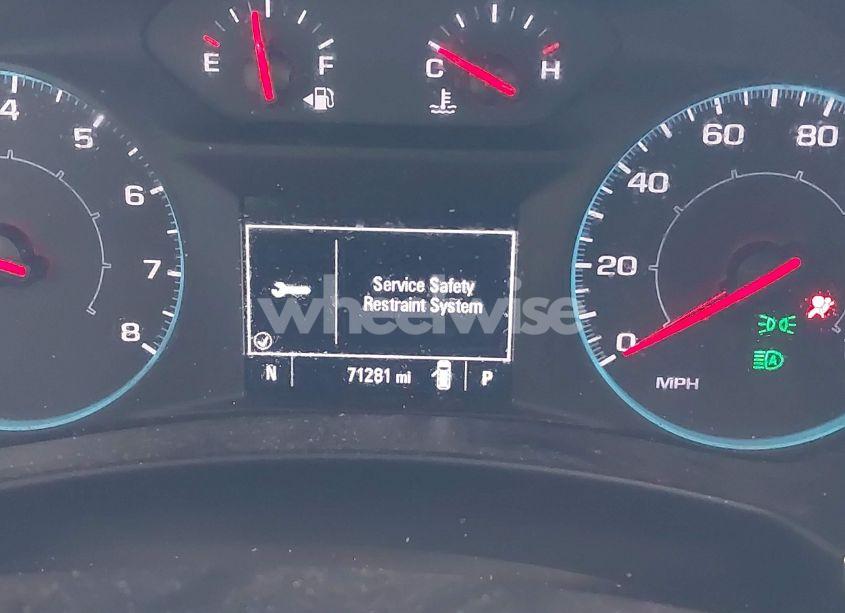 E F
C H
4
5
6
7
8
60 80
40
20
0
MPH
Service Safety
Restraint System
wheelwise
N 71281 mi P
A